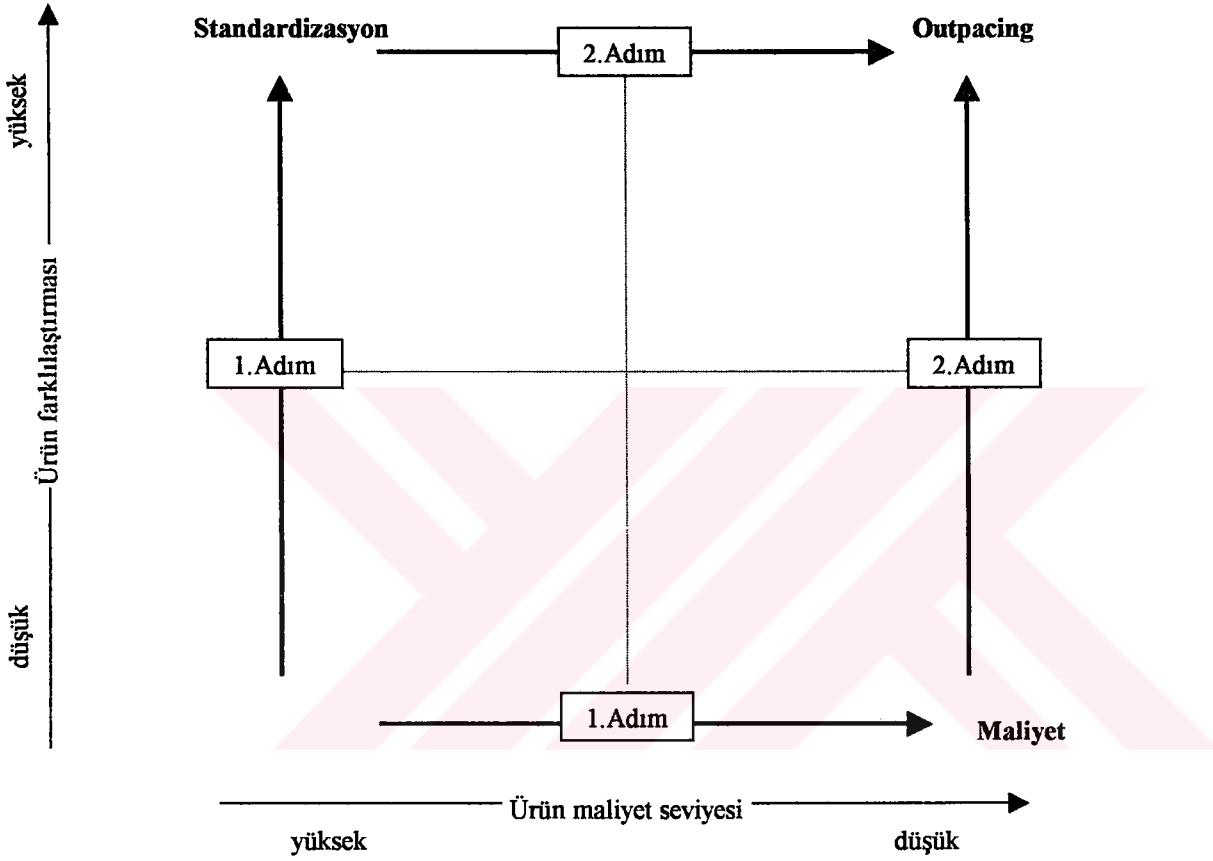 Standardizasyon
2.Adım
Outpacing
yüksek
Ürün farklılaştırması
düşük
1.Adım
2.Adım
1.Adım
Maliyet
Ürün maliyet seviyesi
yüksek
düşük